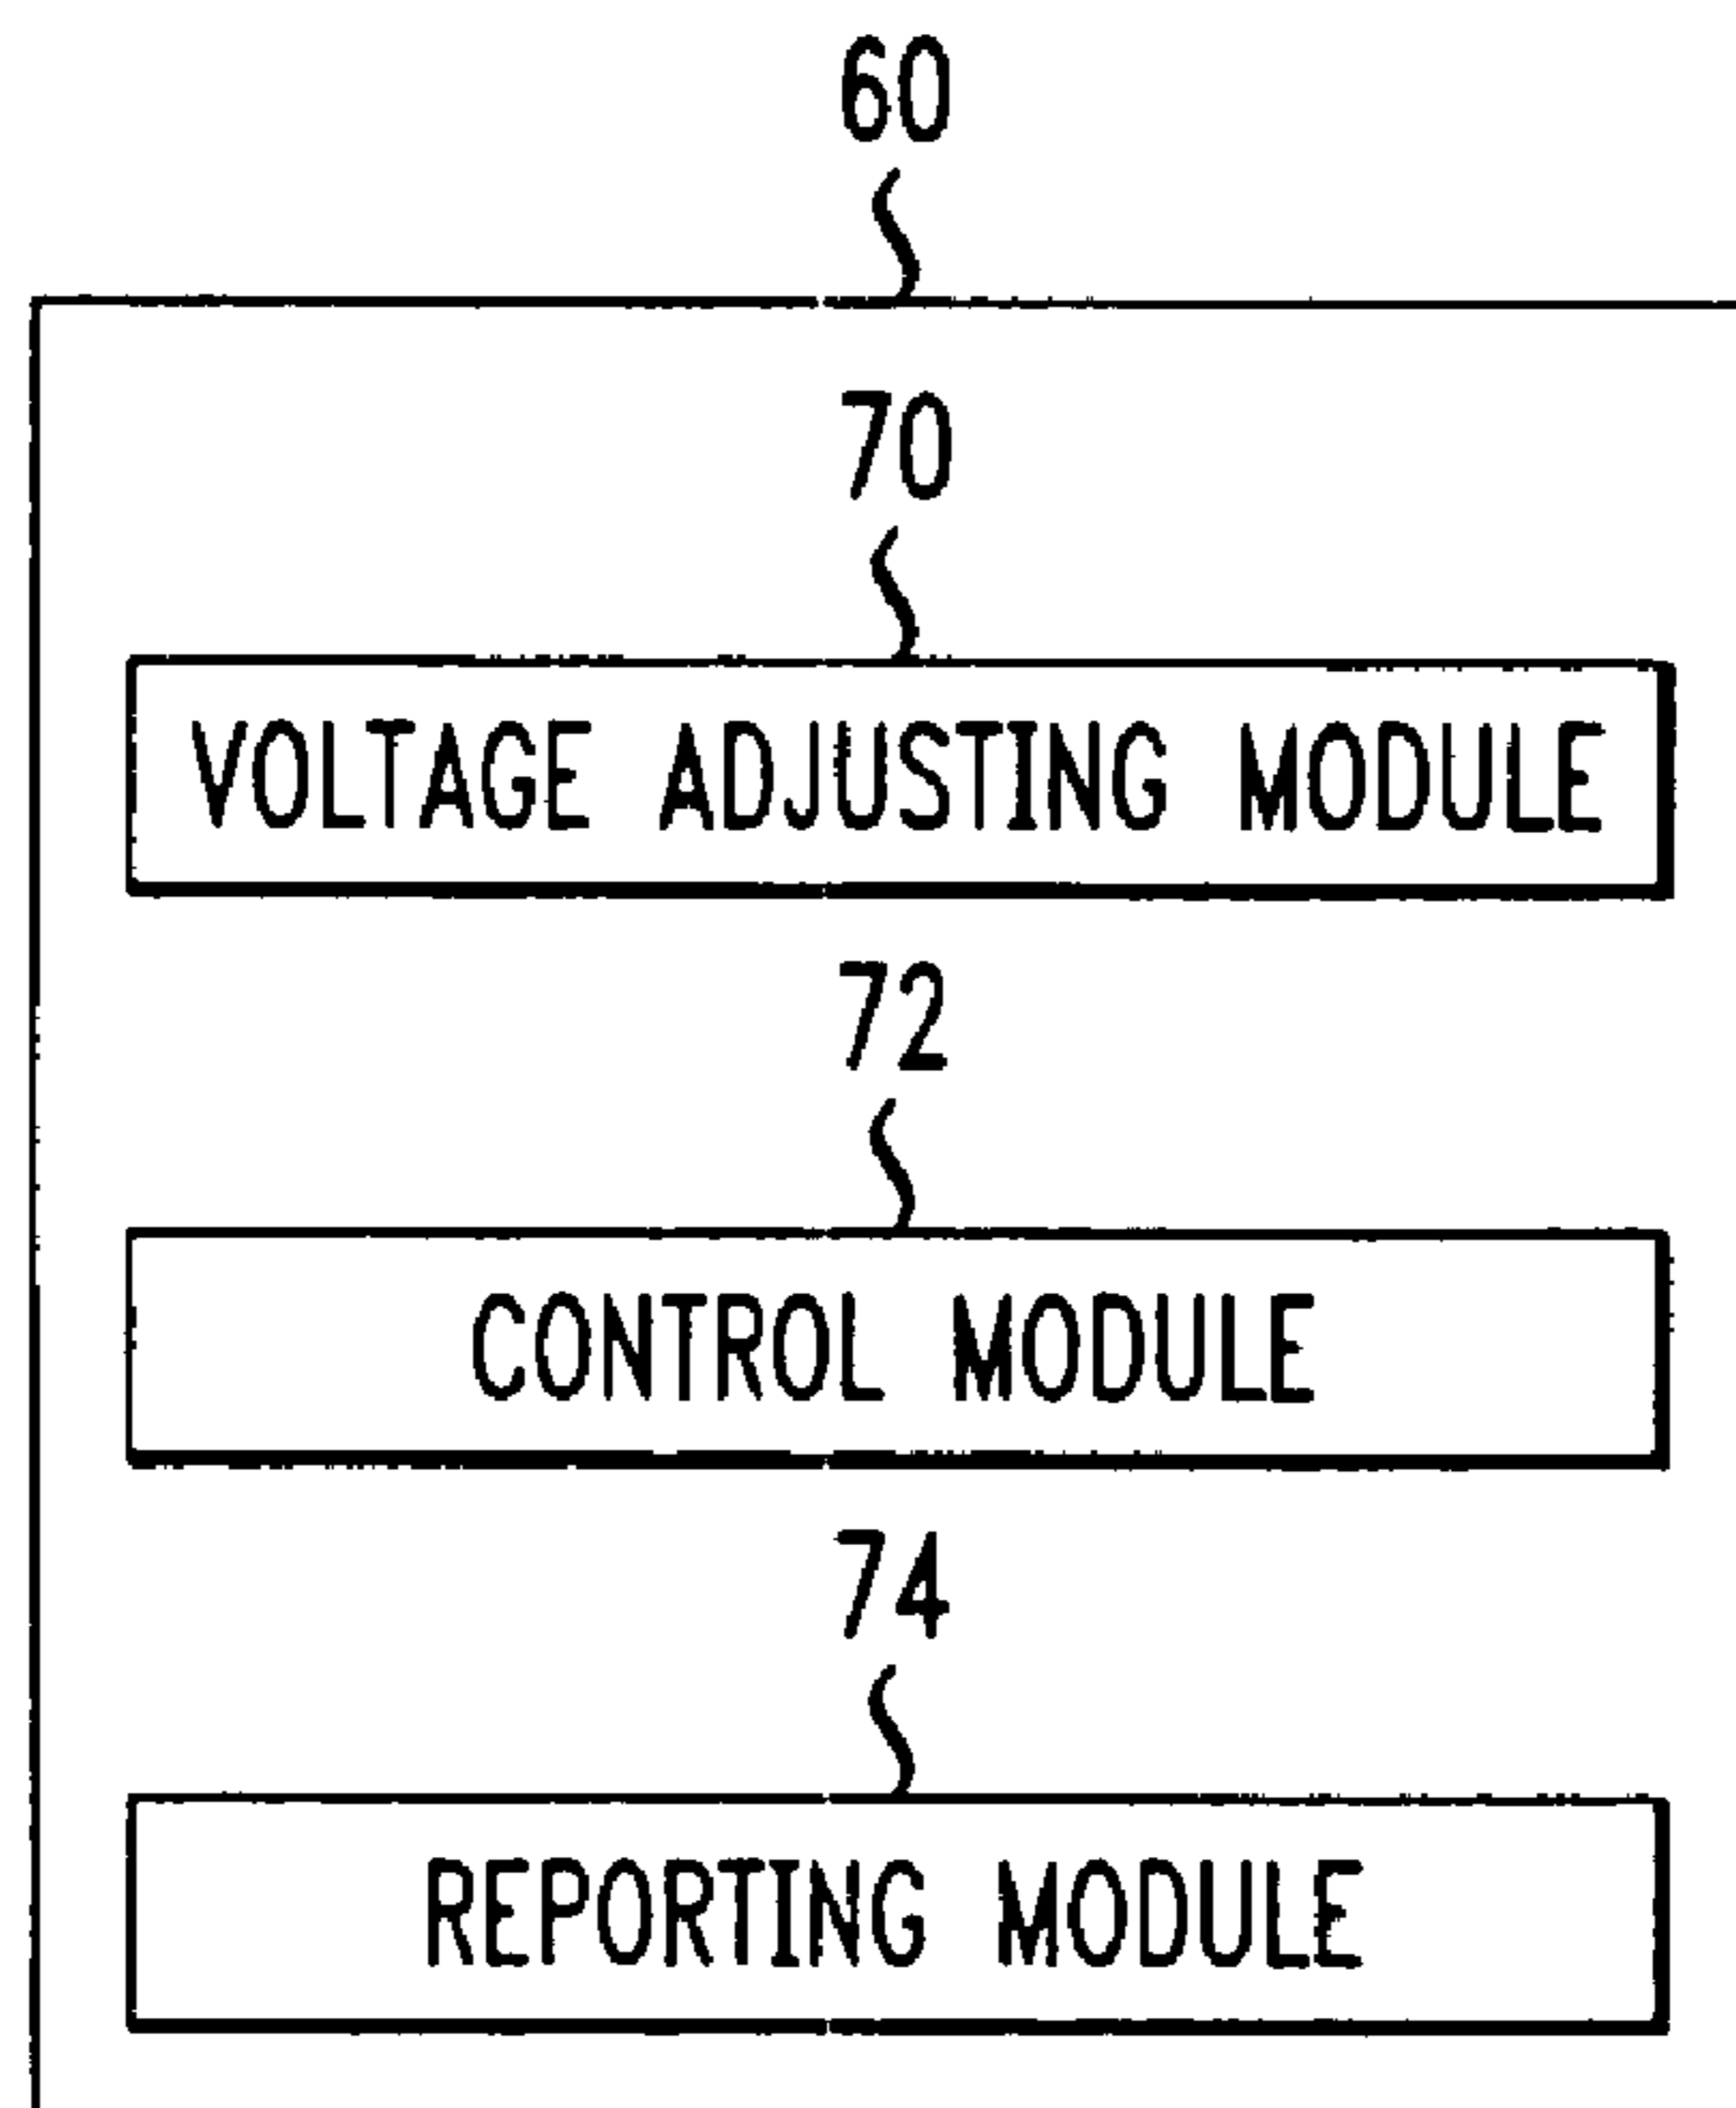 60
70
VOLTAGE ADJUSTING MODULE
72
CONTROL MODULE
74
REPORTING MODULE